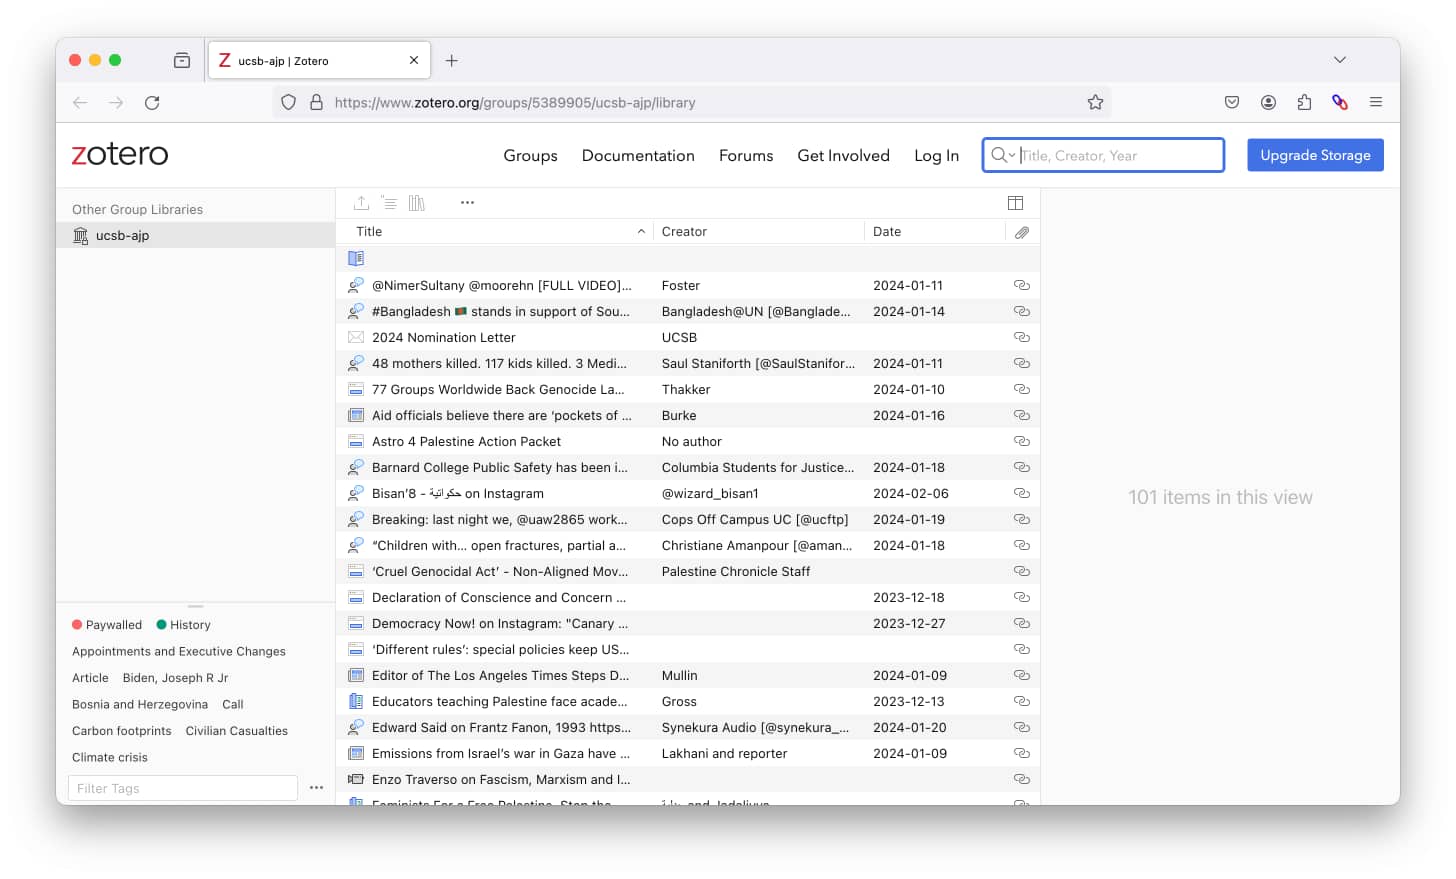 ucsb-ajp | Zotero
https://www.zotero.org/groups/5389905/ucsb-ajp/library
zotero
Groups Documentation Forums Get Involved Log In Title, Creator, Year Upgrade Storage
Other Group Libraries
ucsb-ajp
Title Creator Date
@NimerSultany @moorehn [FULL VIDEO]... Foster 2024-01-11
#Bangladesh 🇧🇩 stands in support of Sou... Bangladesh@UN [@Banglade... 2024-01-14
2024 Nomination Letter UCSB
48 mothers killed. 117 kids killed. 3 Medi... Saul Staniforth [@SaulStanifor... 2024-01-11
77 Groups Worldwide Back Genocide La... Thakker 2024-01-10
Aid officials believe there are ‘pockets of ... Burke 2024-01-16
Astro 4 Palestine Action Packet No author
Barnard College Public Safety has been i... Columbia Students for Justice... 2024-01-18
Bisan’8 - حكواتية on Instagram @wizard_bisan1 2024-02-06
Breaking: last night we, @uaw2865 work... Cops Off Campus UC [@ucftp] 2024-01-19
“Children with... open fractures, partial a... Christiane Amanpour [@aman... 2024-01-18
‘Cruel Genocidal Act’ - Non-Aligned Mov... Palestine Chronicle Staff
Declaration of Conscience and Concern ... 2023-12-18
Democracy Now! on Instagram: "Canary ... 2023-12-27
‘Different rules’: special policies keep US...
Editor of The Los Angeles Times Steps D... Mullin 2024-01-09
Educators teaching Palestine face acade... Gross 2023-12-13
Edward Said on Frantz Fanon, 1993 https... Synekura Audio [@synekura_... 2024-01-20
Emissions from Israel’s war in Gaza have ... Lakhani and reporter 2024-01-09
Enzo Traverso on Fascism, Marxism and I...
Feminists For a Free Palestine, Stop the and Jadaliyya
101 items in this view
Paywalled History
Appointments and Executive Changes
Article Biden, Joseph R Jr
Bosnia and Herzegovina Call
Carbon footprints Civilian Casualties
Climate crisis
Filter Tags